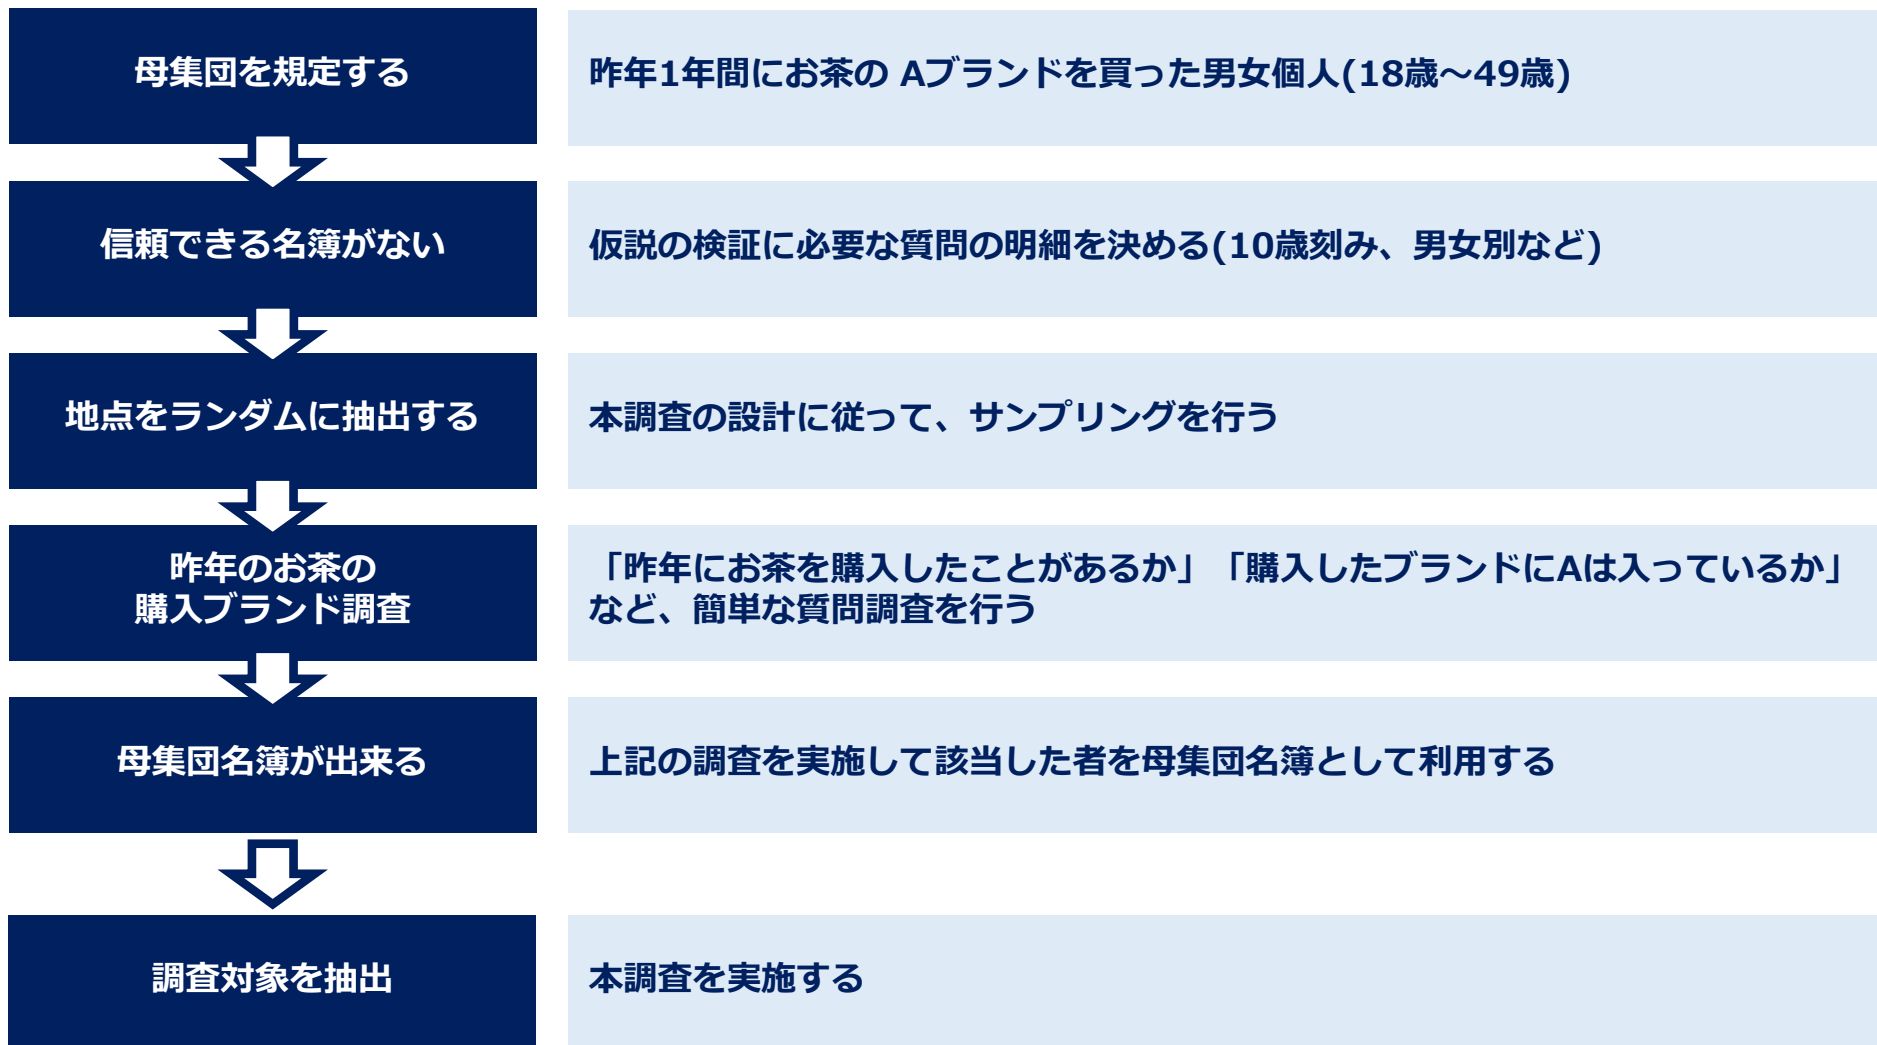 母集団を規定する
昨年1年間にお茶の Aブランドを買った男女個人(18歳～49歳)
信頼できる名簿がない
仮説の検証に必要な質問の明細を決める(10歳刻み、男女別など)
地点をランダムに抽出する
本調査の設計に従って、サンプリングを行う
昨年のお茶の
購入ブランド調査
「昨年にお茶を購入したことがあるか」「購入したブランドにAは入っているか」
など、簡単な質問調査を行う
母集団名簿が出来る
上記の調査を実施して該当した者を母集団名簿として利用する
調査対象を抽出
本調査を実施する